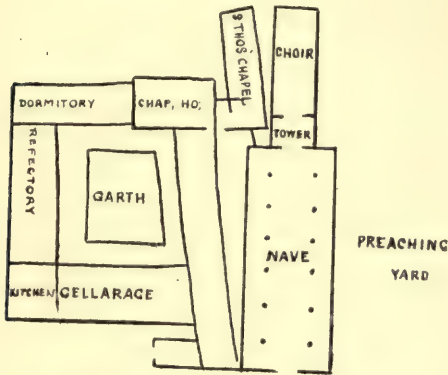 S THOS' CHAPEL
CHOIR
DORMITORY
CHAP, HO;
TOWER
REFECTORY
GARTH
NAVE
PREACHING
YARD
KITCHEN
CELLARAGE